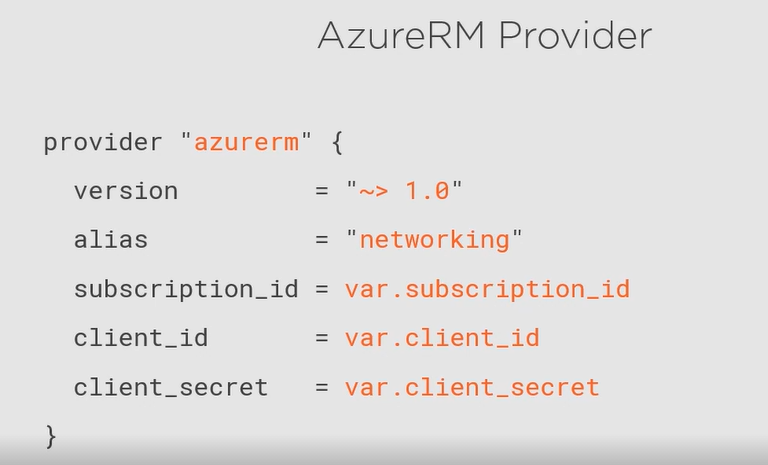 AzureRM Provider
provider "azurerm" {
  version         = "~> 1.0"
  alias           = "networking"
  subscription_id = var.subscription_id
  client_id       = var.client_id
  client_secret   = var.client_secret
}